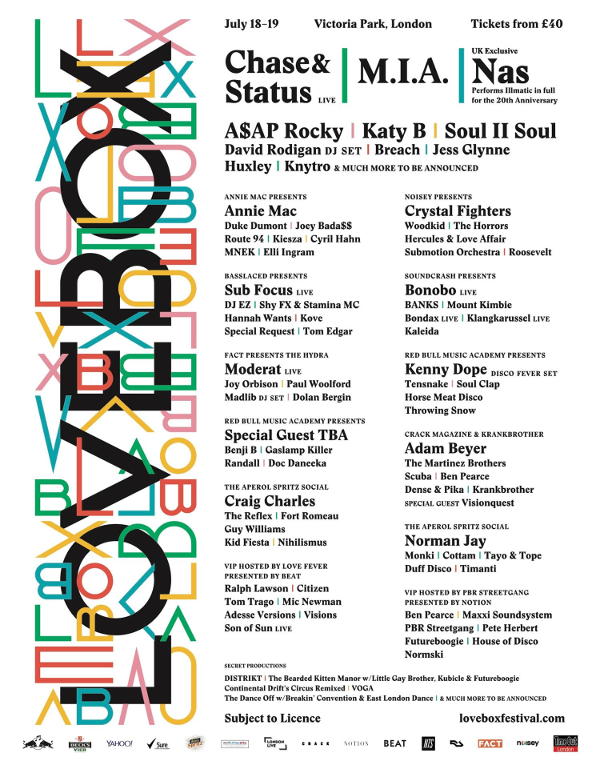 LOVEBOX
July 18–19 Victoria Park, London Tickets from £40
Chase& Status LIVE | M.I.A. | UK Exclusive Nas
Performs Illmatic in full
for the 20th Anniversary
A$AP Rocky | Katy B | Soul II Soul
David Rodigan DJ SET | Breach | Jess Glynne
Huxley | Knytro & MUCH MORE TO BE ANNOUNCED
ANNIE MAC PRESENTS
Annie Mac
Duke Dumont | Joey Bada$$
Route 94 | Kiesza | Cyril Hahn
MNEK | Elli Ingram
BASSLACED PRESENTS
Sub Focus LIVE
DJ EZ | Shy FX & Stamina MC
Hannah Wants | Kove
Special Request | Tom Edgar
FACT PRESENTS THE HYDRA
Moderat LIVE
Joy Orbison | Paul Woolford
Madlib DJ SET | Dolan Bergin
RED BULL MUSIC ACADEMY PRESENTS
Special Guest TBA
Benji B | Gaslamp Killer
Randall | Doc Daneeka
THE APEROL SPRITZ SOCIAL
Craig Charles
The Reflex | Fort Romeau
Guy Williams
Kid Fiesta | Nihilismus
VIP HOSTED BY LOVE FEVER
PRESENTED BY BEAT
Ralph Lawson | Citizen
Tom Trago | Mic Newman
Adesse Versions | Visions
Son of Sun LIVE
NOISEY PRESENTS
Crystal Fighters
Woodkid | The Horrors
Hercules & Love Affair
Submotion Orchestra | Roosevelt
SOUNDCRASH PRESENTS
Bonobo LIVE
BANKS | Mount Kimbie
Bondax LIVE | Klangkarussel LIVE
Kaleida
RED BULL MUSIC ACADEMY PRESENTS
Kenny Dope DISCO FEVER SET
Tensnake | Soul Clap
Horse Meat Disco
Throwing Snow
CRACK MAGAZINE & KRANKBROTHER
Adam Beyer
The Martinez Brothers
Scuba | Ben Pearce
Dense & Pika | Krankbrother
SPECIAL GUEST Visionquest
THE APEROL SPRITZ SOCIAL
Norman Jay
Monki | Cottam | Tayo & Tope
Duff Disco | Timanti
VIP HOSTED BY PBR STREETGANG
PRESENTED BY NOTION
Ben Pearce | Maxxi Soundsystem
PBR Streetgang | Pete Herbert
Futureboogie | House of Disco
Normski
SECRET PRODUCTIONS
DISTRIKT | The Bearded Kitten Manor w/Little Gay Brother, Kubicle & Futureboogie
Continental Drift's Circus Remixed | VOGA
The Dance Off w/Breakin' Convention & East London Dance | & MUCH MORE TO BE ANNOUNCED
Subject to Licence loveboxfestival.com
Red Bull BECK'S VIER YAHOO! Sure LONDON LIVE CRACK NOTION BEAT NTS RA FACT noisey Time Out London